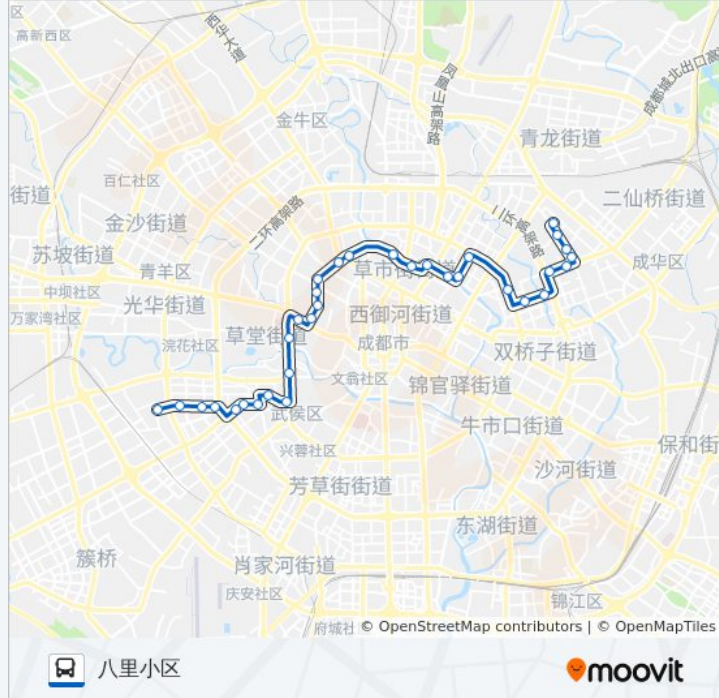 区
高新西区
西华大道
凤凰山高架路
成都城北出口高
金牛区
青龙街道
百仁社区
街道
二仙桥街道
金沙街道
二环高架路
二环高架路
苏坡街道
青羊区
草市街街道
成华区
中坝社区
光华街道
西御河街道
万家湾社区
草堂街道
浣花社区
成都市
双桥子街道
文翁社区
锦官驿街道
武侯区
牛市口街道
兴蓉社区
保和街
沙河街道
芳草街街道
东湖街道
簇桥
肖家河街道
庆安社区
锦江区
府城社
© OpenStreetMap contributors | © OpenMapTiles
八里小区
moovit